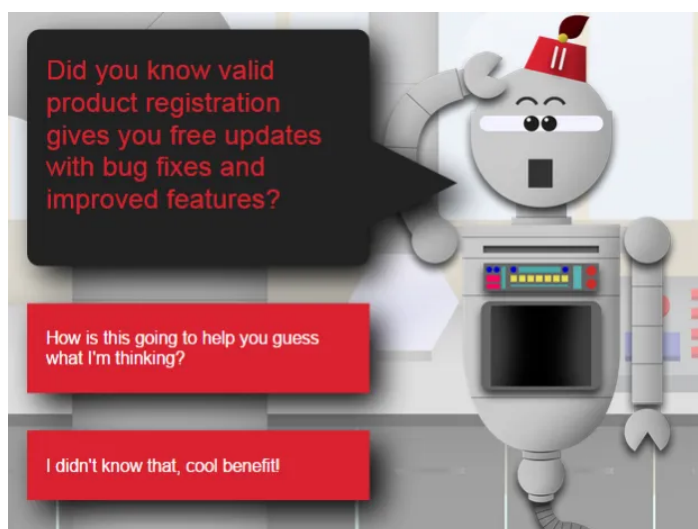 Did you know valid
product registration
gives you free updates
with bug fixes and
improved features?
How is this going to help you guess
what I'm thinking?
I didn't know that, cool benefit!